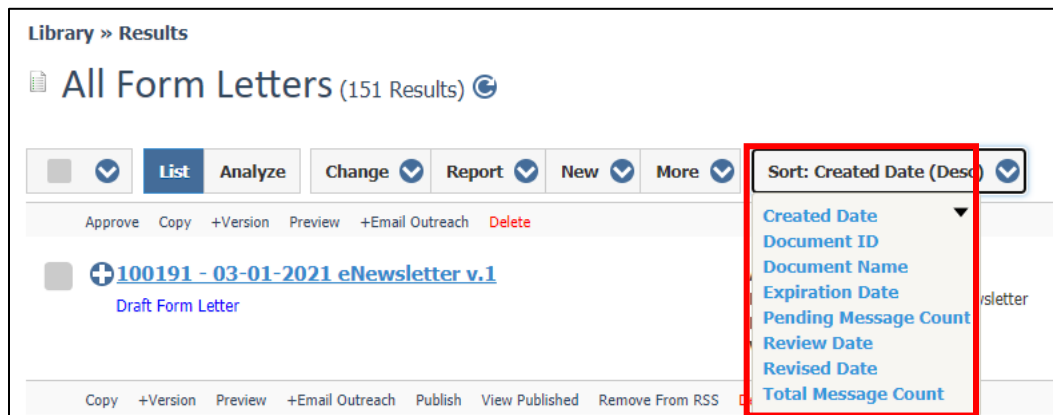 Library » Results
All Form Letters (151 Results)
List Analyze Change Report New More Sort: Created Date (Desc)
Approve Copy +Version Preview +Email Outreach Delete
Created Date
Document ID
Document Name
Expiration Date
Pending Message Count
Review Date
Revised Date
Total Message Count
100191 - 03-01-2021 eNewsletter v.1
Draft Form Letter
Copy +Version Preview +Email Outreach Publish View Published Remove From RSS